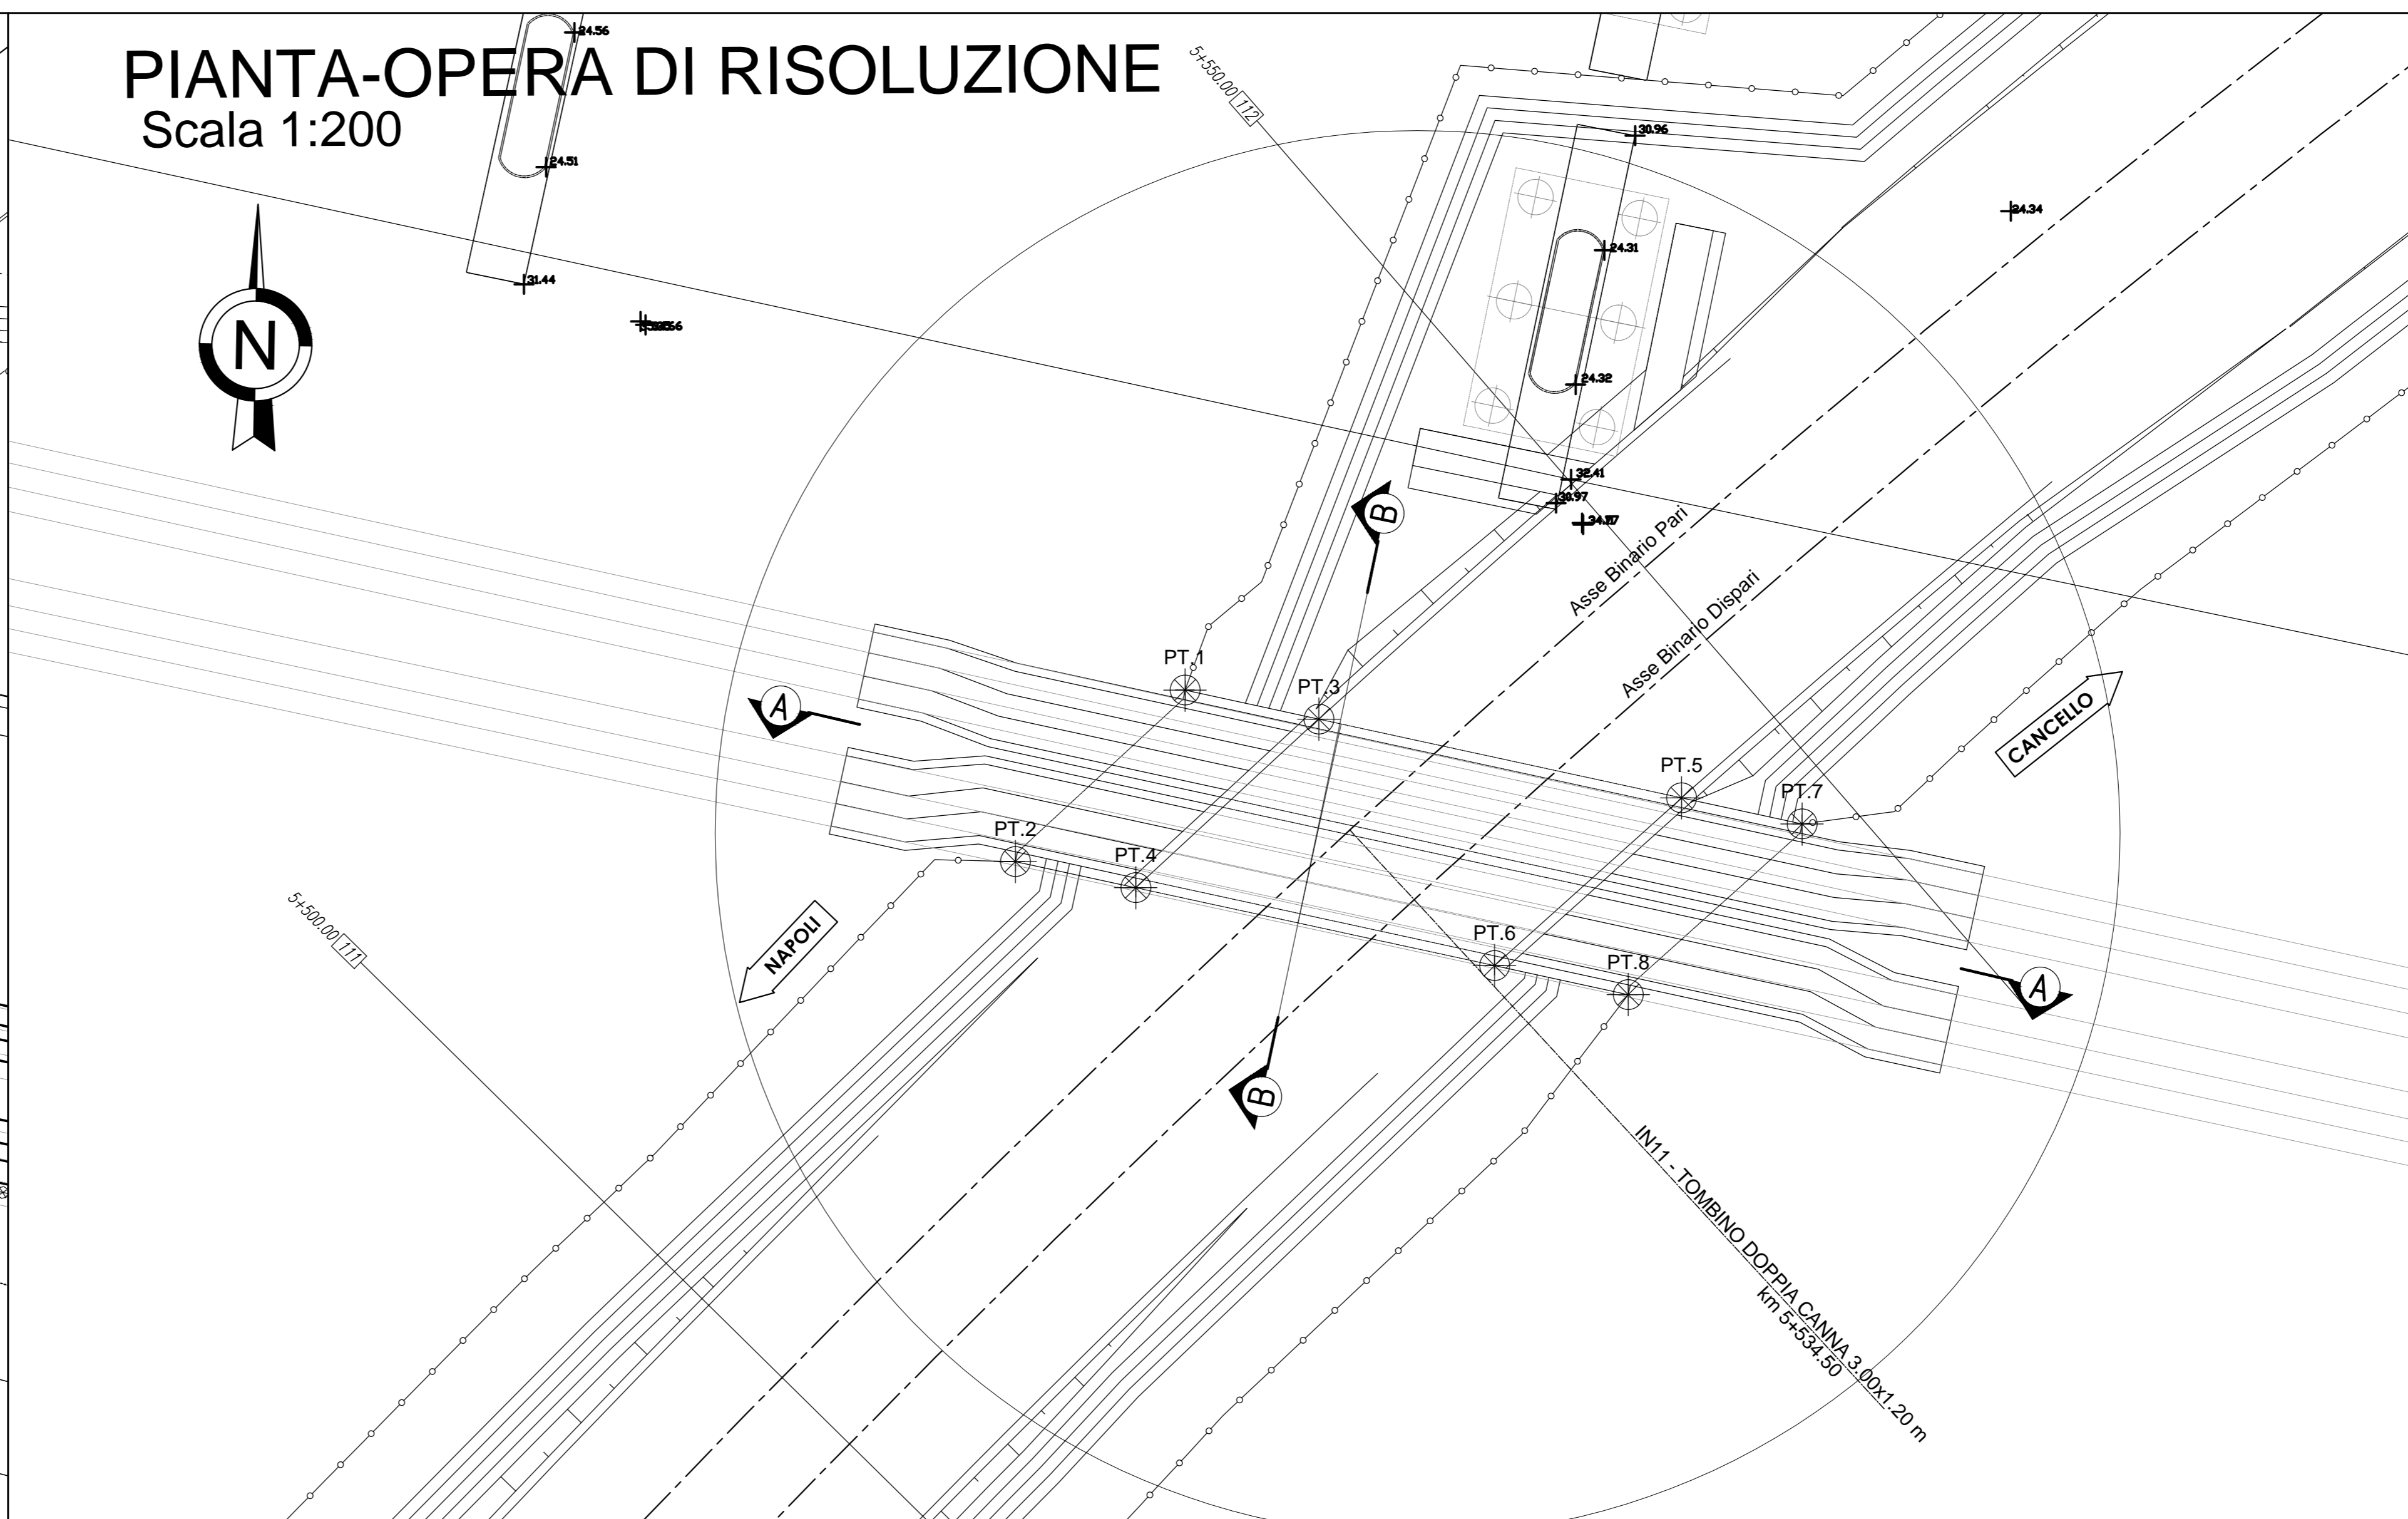 24.56
PIANTA-OPERA DI RISOLUZIONE
Scala 1:200
24.51
31.44
N
5+550.00 112
30.96
24.31
24.32
24.34
32.41
30.97
B
Asse Binario Pari
Asse Binario Dispari
PT.1
PT.3
A
PT.5
PT.7
CANCELLO
PT.2
PT.4
NAPOLI
5+500.00 111
PT.6
PT.8
A
B
IN11 - TOMBINO DOPPIA CANNA 3.00x1.20 m
km 5+534.50